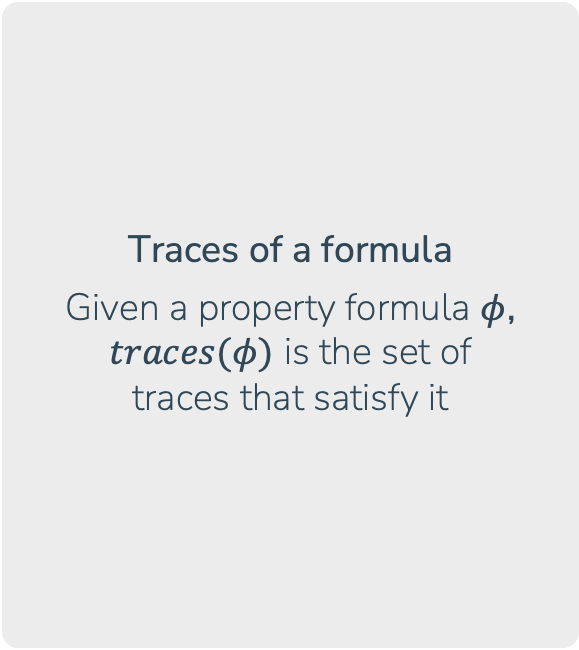 Traces of a formula
Given a property formula ϕ,
traces(ϕ) is the set of
traces that satisfy it